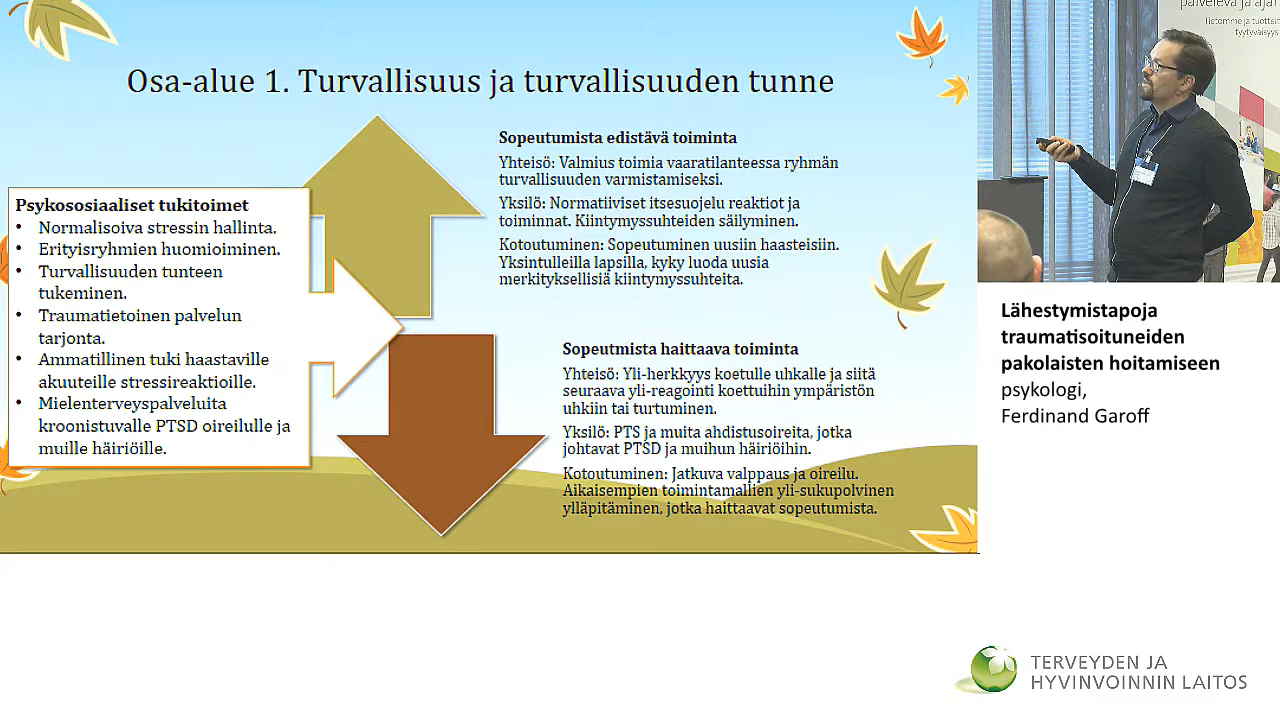 Osa-alue 1. Turvallisuus ja turvallisuuden tunne
Psykososiaaliset tukitoimet
• Normalisoiva stressin hallinta.
• Erityisryhmien huomioiminen.
• Turvallisuuden tunteen
tukeminen.
• Traumatietoinen palvelun
tarjonta.
• Ammatillinen tuki haastaville
akuuteille stressireaktioille.
• Mielenterveyspalveluita
kroonistuvalle PTSD oireilulle ja
muille häiriöille.
Sopeutumista edistävä toiminta
Yhteisö: Valmius toimia vaaratilanteessa ryhmän
turvallisuuden varmistamiseksi.
Yksilö: Normatiiviset itsesuojelu reaktiot ja
toiminnat. Kiintymyssuhteiden säilyminen.
Kotoutuminen: Sopeutuminen uusiin haasteisiin.
Yksintulleilla lapsilla, kyky luoda uusia
merkityksellisiä kiintymyssuhteita.
Sopeutmista haittaava toiminta
Yhteisö: Yli-herkkyys koetulle uhkalle ja siitä
seuraava yli-reagointi koettuihin ympäristön
uhkiin tai turtuminen.
Yksilö: PTS ja muita ahdistusoireita, jotka
johtavat PTSD ja muihun häiriöihin.
Kotoutuminen: Jatkuva valppaus ja oireilu.
Aikaisempien toimintamallien yli-sukupolvinen
ylläpitäminen, jotka haittaavat sopeutumista.
palveleva ja
Tietomme ja tuotteet
tyytyväisyys
Lähestymistapoja
traumatisoituneiden
pakolaisten hoitamiseen
psykologi,
Ferdinand Garoff
TERVEYDEN JA
HYVINVOINNIN LAITOS